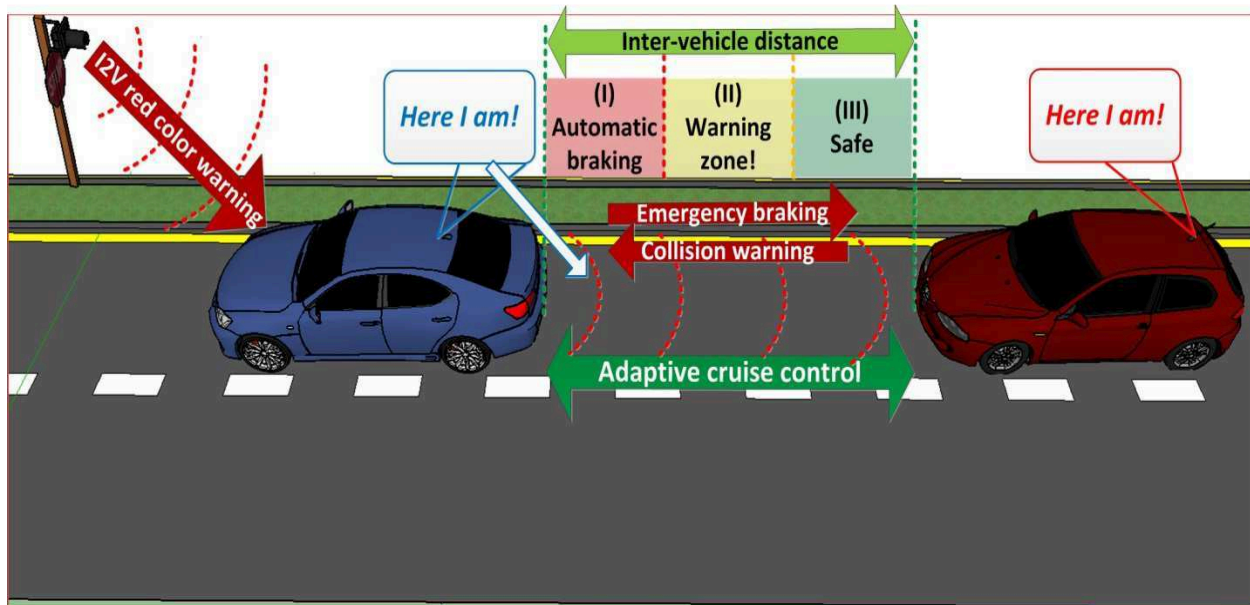 Inter-vehicle distance
I2V red color warning
Here I am!
(I)
Automatic
braking
(II)
Warning
zone!
(III)
Safe
Here I am!
Emergency braking
Collision warning
Adaptive cruise control